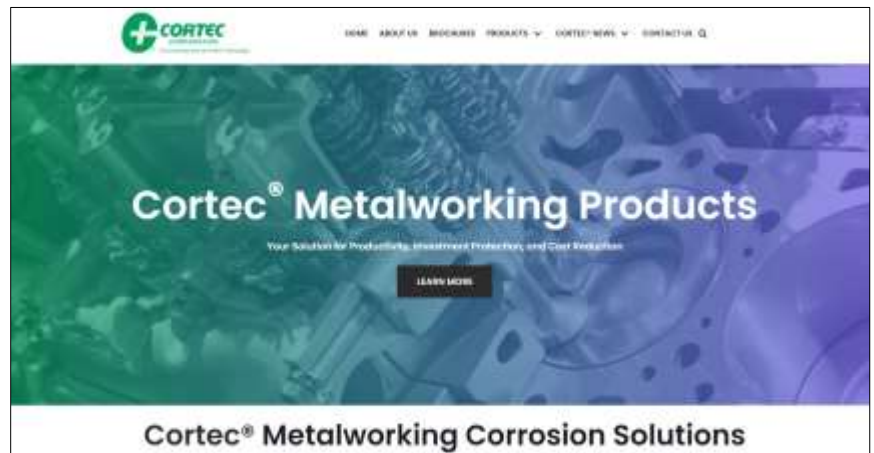 CORTEC
CORPORATION
HOME ABOUT US BROCHURES PRODUCTS CORTEC® NEWS CONTACT US
Cortec® Metalworking Products
Your Solution for Productivity, Investment Protection, and Cost Reduction
LEARN MORE
Cortec® Metalworking Corrosion Solutions